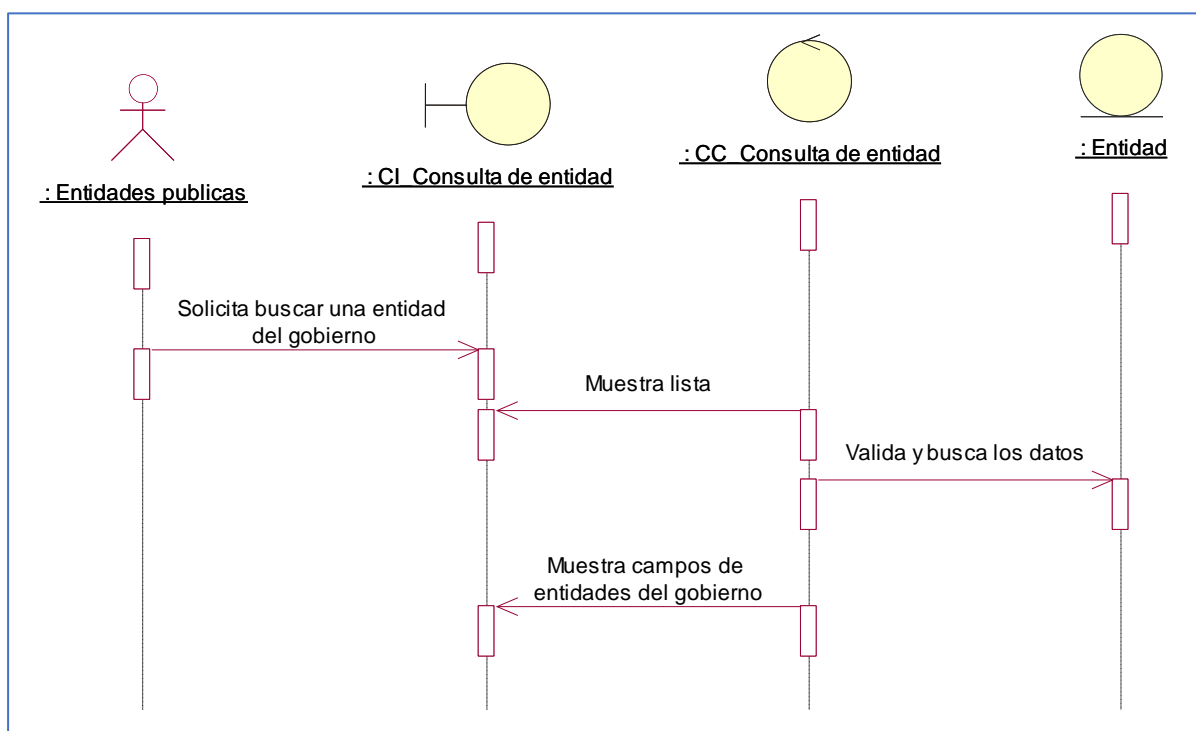 : Entidades publicas
: CI_Consulta de entidad
: CC_Consulta de entidad
: Entidad
Solicita buscar una entidad
del gobierno
Muestra lista
Valida y busca los datos
Muestra campos de
entidades del gobierno